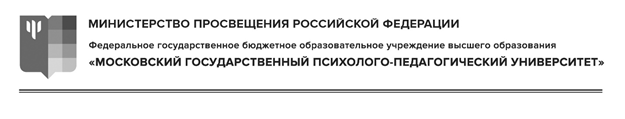 МИНИСТЕРСТВО ПРОСВЕЩЕНИЯ РОССИЙСКОЙ ФЕДЕРАЦИИ
Федеральное государственное бюджетное образовательное учреждение высшего образования
«МОСКОВСКИЙ ГОСУДАРСТВЕННЫЙ ПСИХОЛОГО-ПЕДАГОГИЧЕСКИЙ УНИВЕРСИТЕТ»